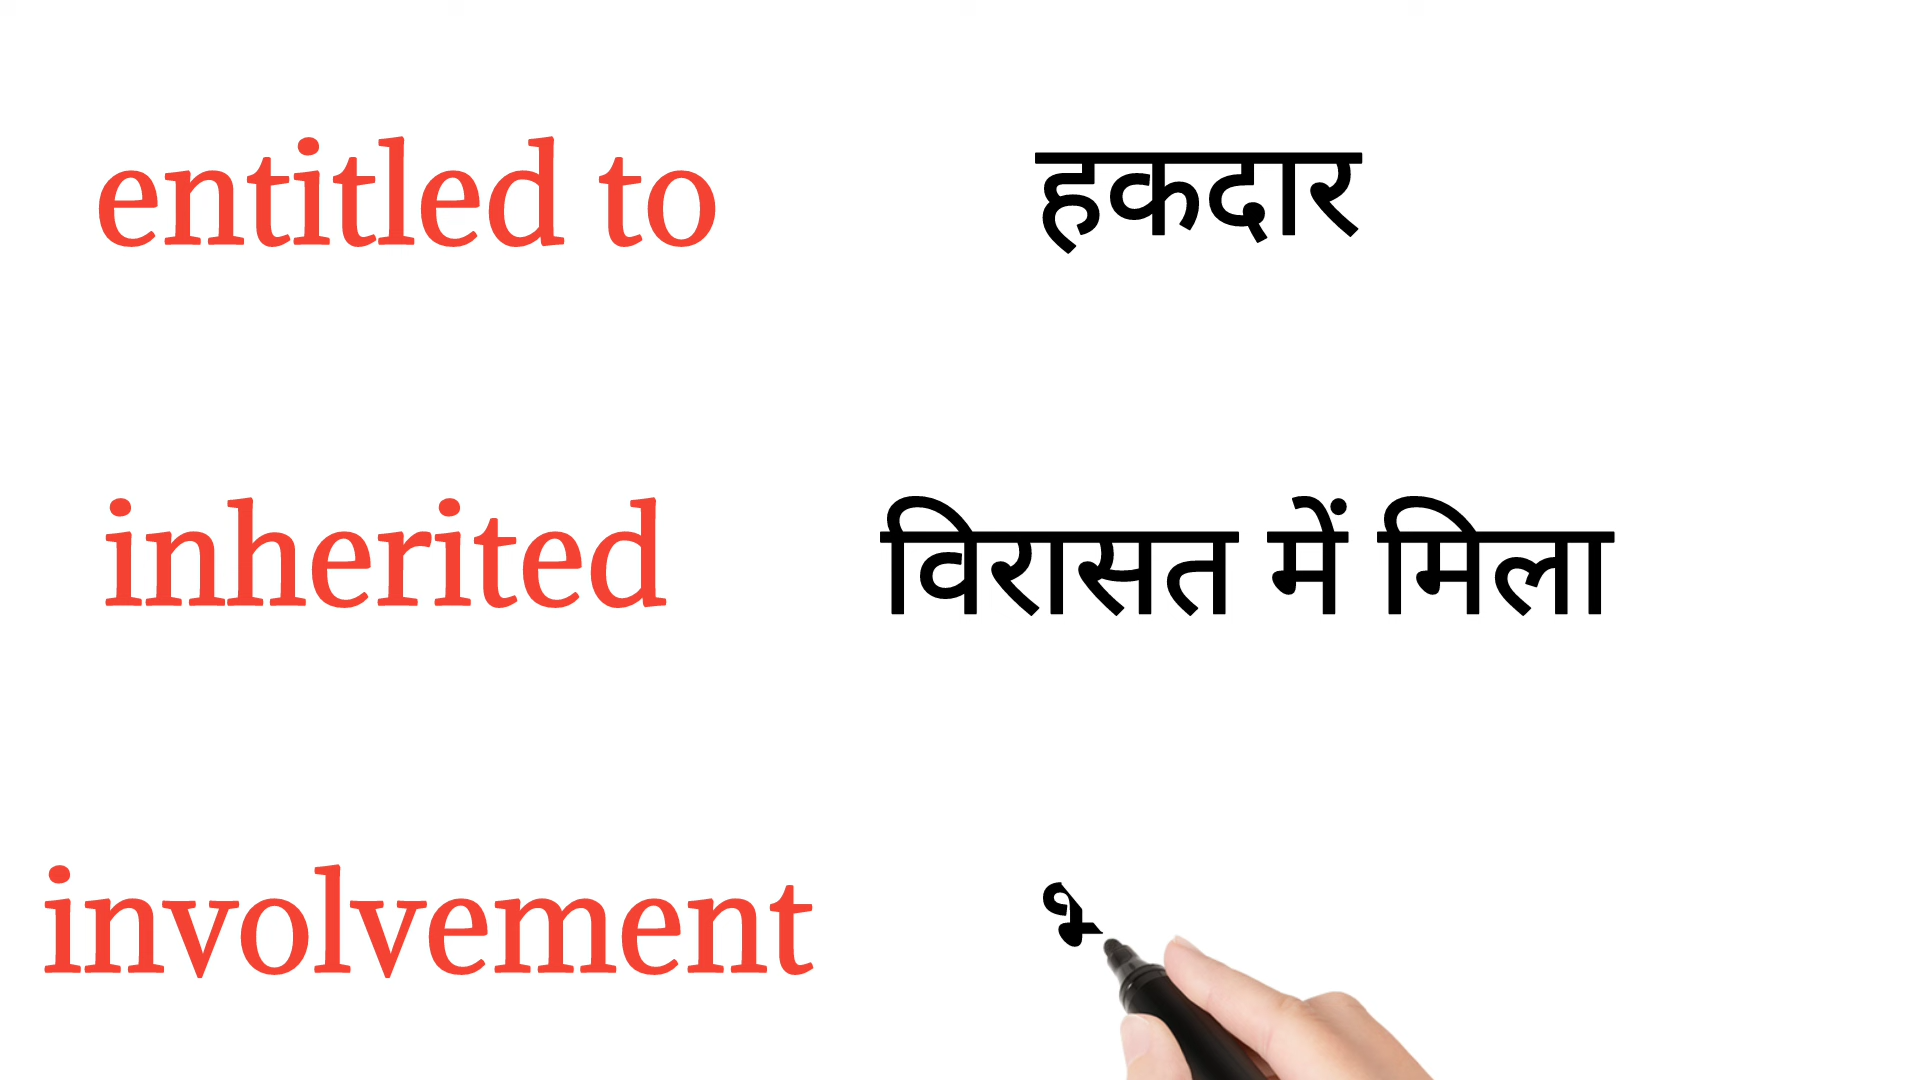 entitled to हकदार
inherited विरासत में मिला
involvement